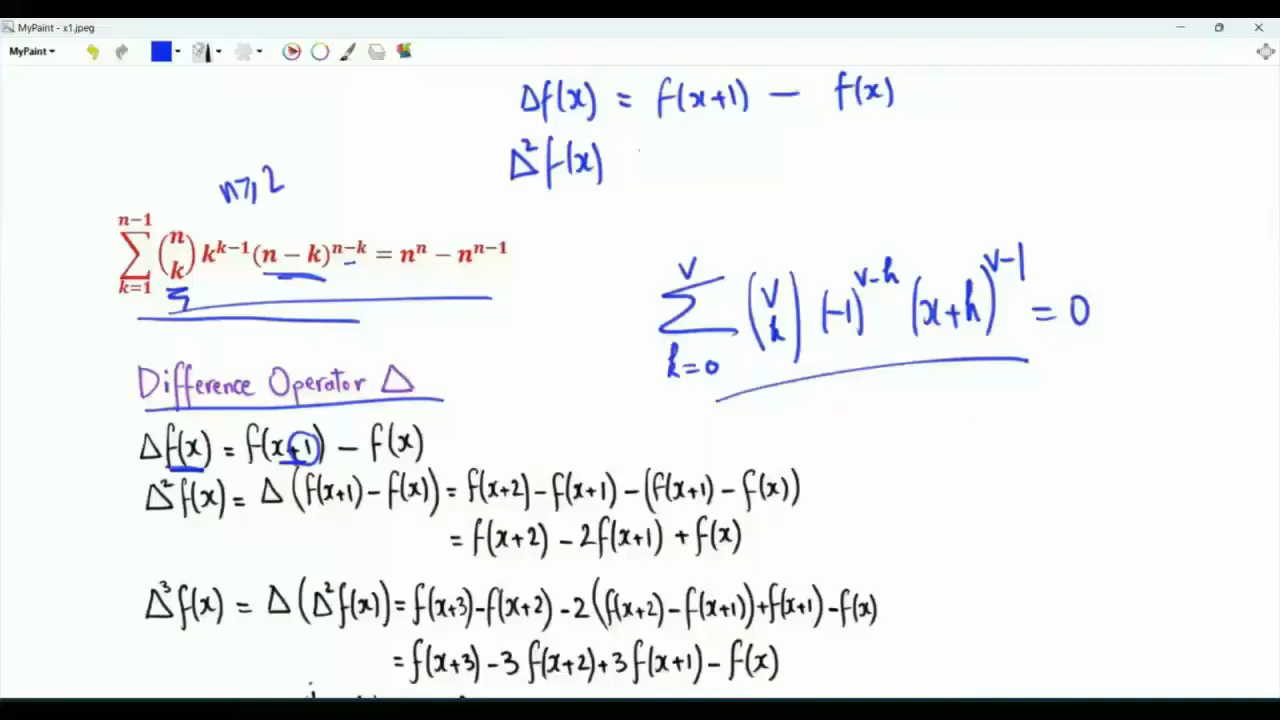 MyPaint - x1.jpeg
MyPaint
Δf(x) = f(x+1) − f(x)
Δ²f(x)
n⩾2
∑_{k=1}^{n−1} (n k) k^{k−1}(n − k)^{n−k} = n^n − n^{n−1}
∑_{k=0}^{v} (v k) (-1)^{v-k} (x+k)^{v-1} = 0
Difference Operator Δ
Δf(x) = f(x+1) − f(x)
Δ²f(x) = Δ(f(x+1) − f(x)) = f(x+2) − f(x+1) − (f(x+1) − f(x))
= f(x+2) − 2f(x+1) + f(x)
Δ³f(x) = Δ(Δ²f(x)) = f(x+3) − f(x+2) − 2(f(x+2) − f(x+1)) + f(x+1) − f(x)
= f(x+3) − 3f(x+2) + 3f(x+1) − f(x)